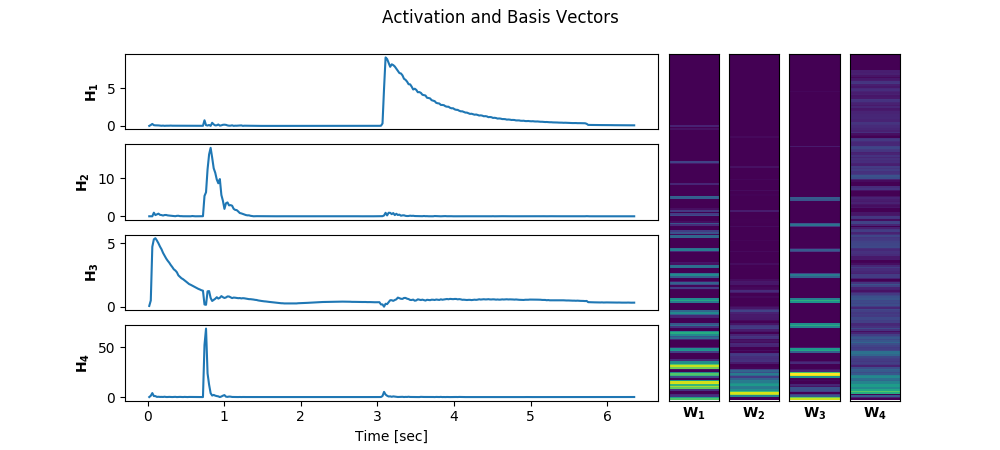 Activation and Basis Vectors
H1
5
0
H2
10
0
H3
5
0
H4
50
0
0 1 2 3 4 5 6
Time [sec]
W1 W2 W3 W4